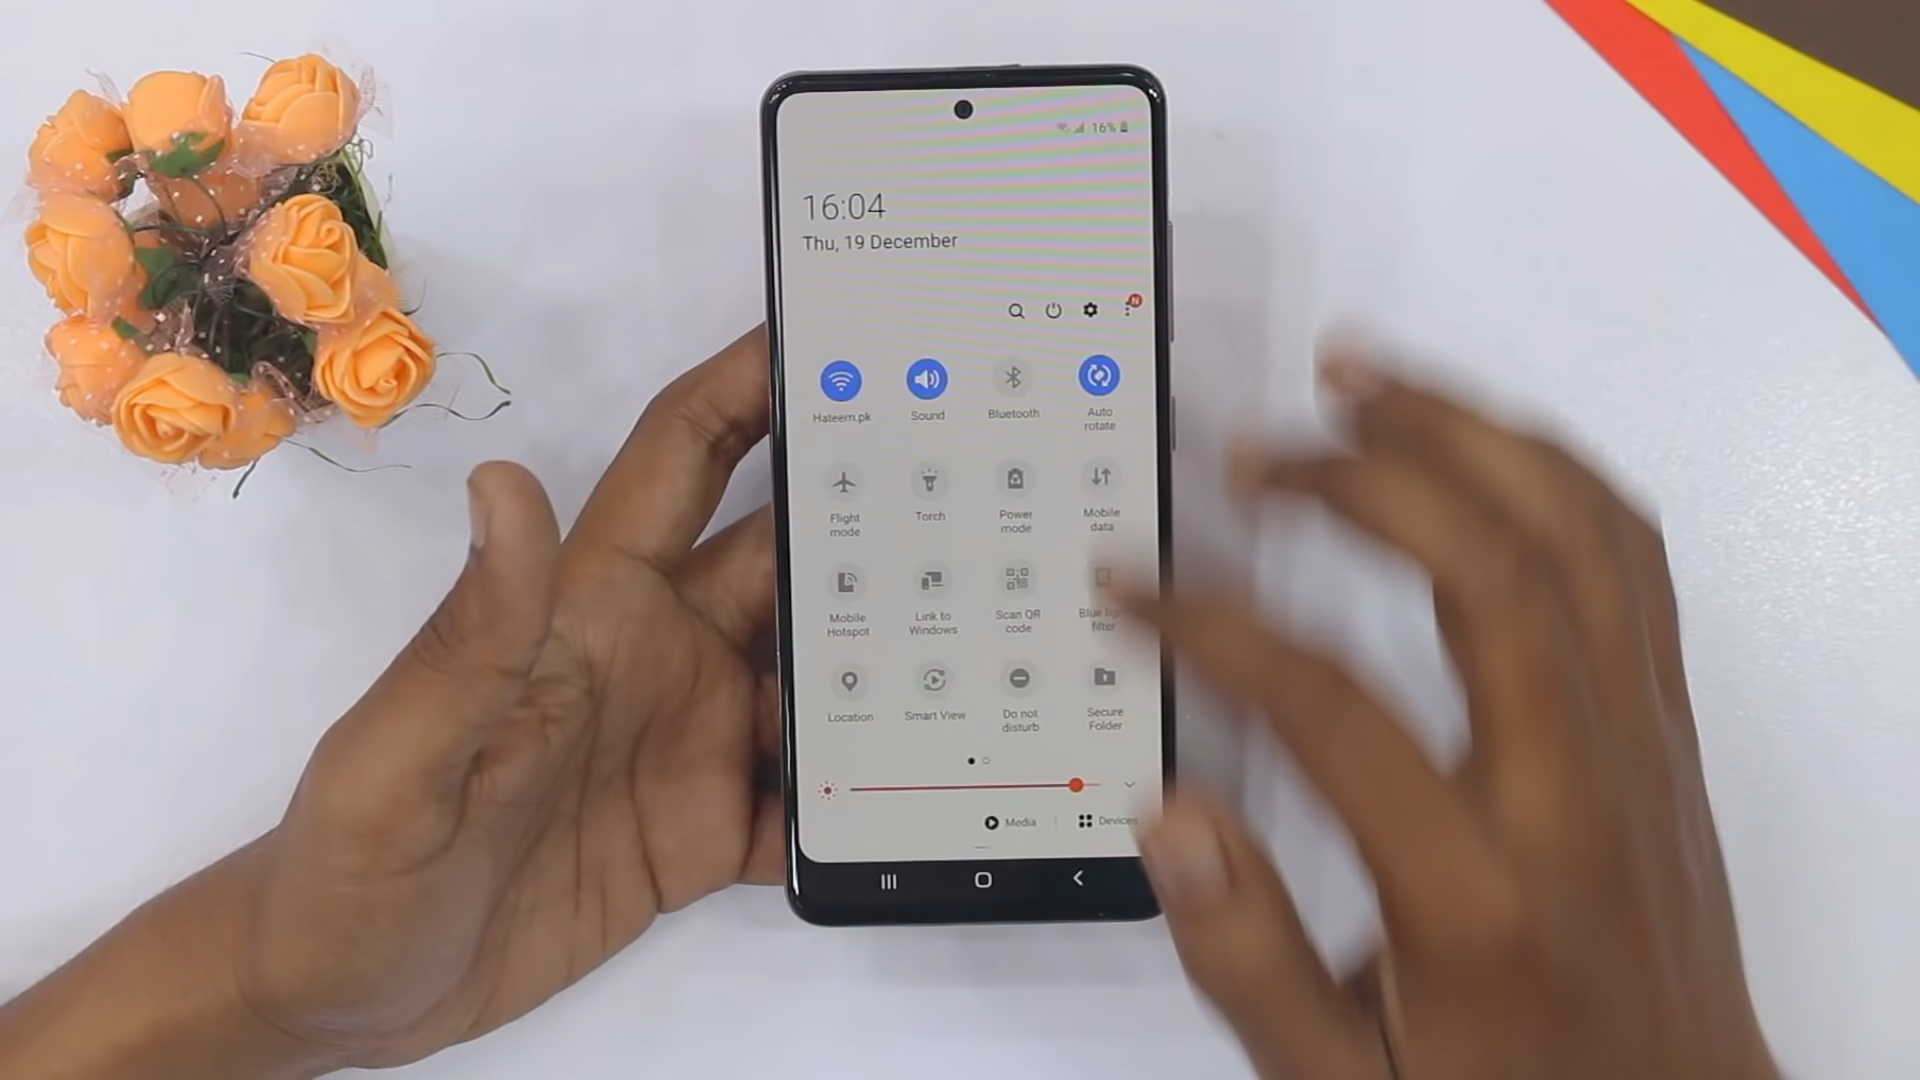 16%
16:04
Thu, 19 December
N
Hateem.pk
Sound
Bluetooth
Auto
rotate
Flight
mode
Torch
Power
mode
Mobile
data
Mobile
Hotspot
Link to
Windows
Scan QR
code
Blue
filter
Location
Smart View
Do not
disturb
Secure
Folder
Media
Devices